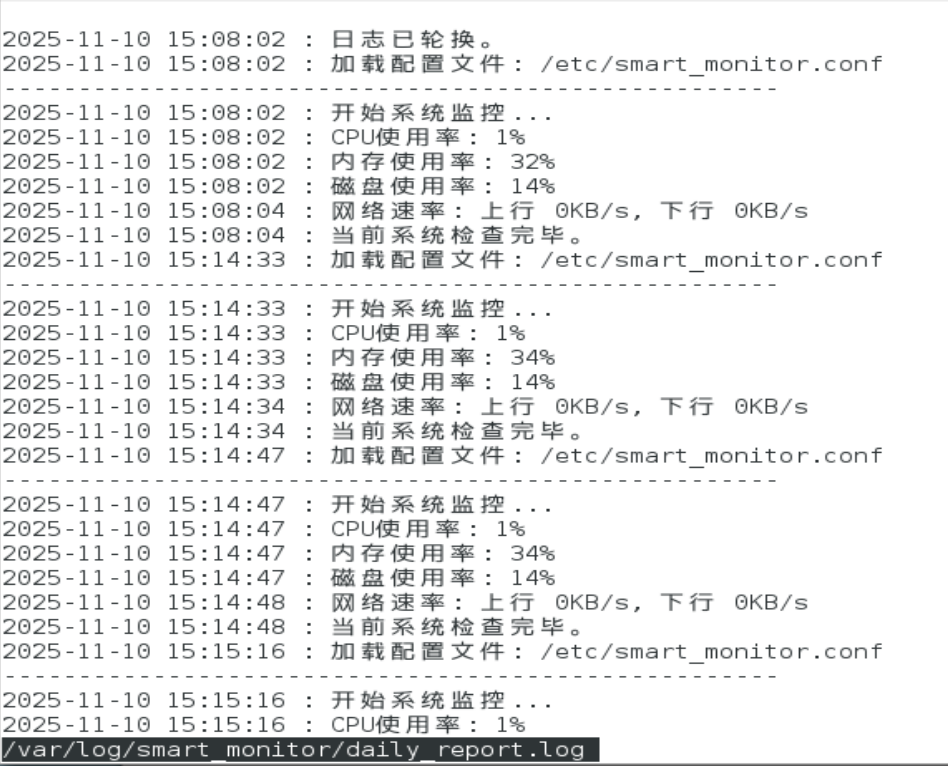 2025-11-10 15:08:02 : 日志已轮换。
2025-11-10 15:08:02 : 加载配置文件: /etc/smart_monitor.conf
----------------------------------------------------
2025-11-10 15:08:02 : 开始系统监控...
2025-11-10 15:08:02 : CPU使用率: 1%
2025-11-10 15:08:02 : 内存使用率: 32%
2025-11-10 15:08:02 : 磁盘使用率: 14%
2025-11-10 15:08:04 : 网络速率: 上行 0KB/s, 下行 0KB/s
2025-11-10 15:08:04 : 当前系统检查完毕。
2025-11-10 15:14:33 : 加载配置文件: /etc/smart_monitor.conf
----------------------------------------------------
2025-11-10 15:14:33 : 开始系统监控...
2025-11-10 15:14:33 : CPU使用率: 1%
2025-11-10 15:14:33 : 内存使用率: 34%
2025-11-10 15:14:33 : 磁盘使用率: 14%
2025-11-10 15:14:34 : 网络速率: 上行 0KB/s, 下行 0KB/s
2025-11-10 15:14:34 : 当前系统检查完毕。
2025-11-10 15:14:47 : 加载配置文件: /etc/smart_monitor.conf
----------------------------------------------------
2025-11-10 15:14:47 : 开始系统监控...
2025-11-10 15:14:47 : CPU使用率: 1%
2025-11-10 15:14:47 : 内存使用率: 34%
2025-11-10 15:14:47 : 磁盘使用率: 14%
2025-11-10 15:14:48 : 网络速率: 上行 0KB/s, 下行 0KB/s
2025-11-10 15:14:48 : 当前系统检查完毕。
2025-11-10 15:15:16 : 加载配置文件: /etc/smart_monitor.conf
----------------------------------------------------
2025-11-10 15:15:16 : 开始系统监控...
2025-11-10 15:15:16 : CPU使用率: 1%
/var/log/smart_monitor/daily_report.log